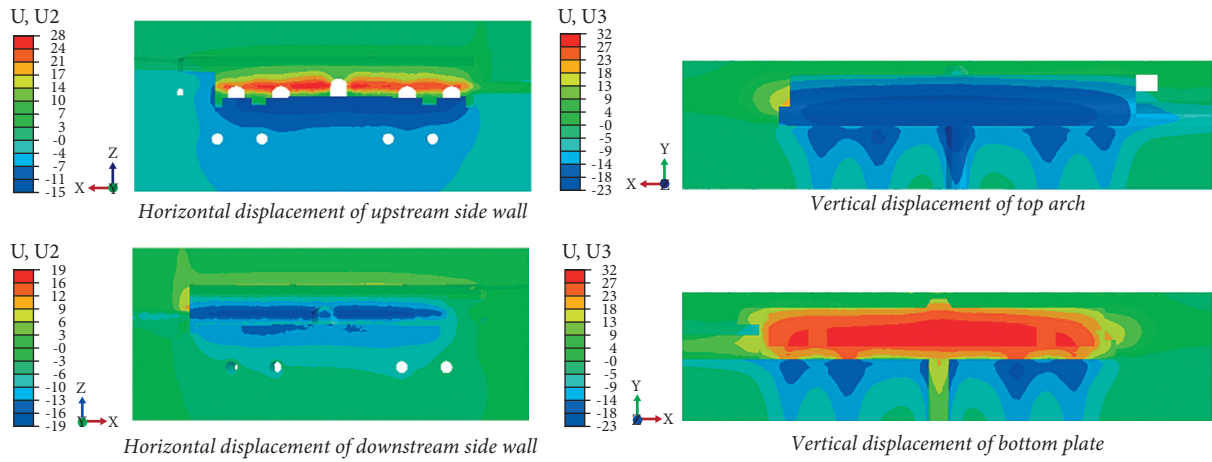 U, U2
28
24
21
17
14
10
7
3
-0
-4
-7
-11
-15
Z
X
Y
Horizontal displacement of upstream side wall
U, U3
32
27
23
18
13
9
4
-0
-5
-9
-14
-18
-23
Y
X
Z
Vertical displacement of top arch
U, U2
19
16
12
9
6
3
-0
-3
-6
-10
-13
-16
-19
Z
Y
X
Horizontal displacement of downstream side wall
U, U3
32
27
23
18
13
9
4
-0
-5
-9
-14
-18
-23
Y
Z
X
Vertical displacement of bottom plate